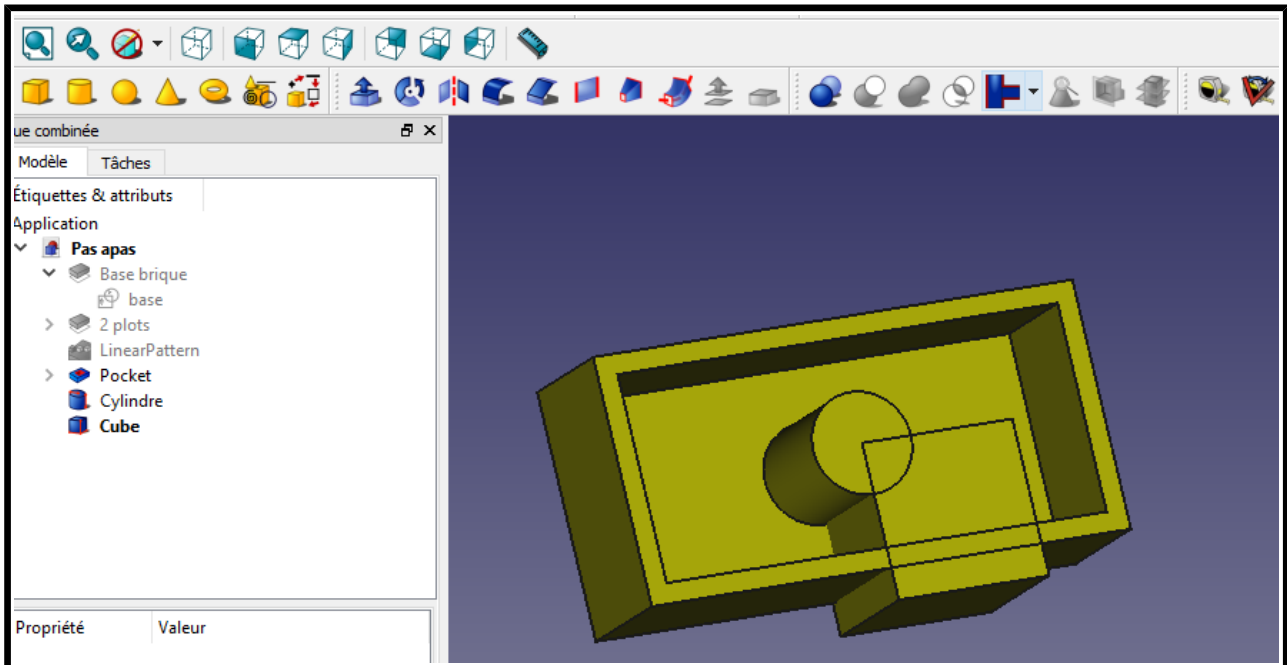 ue combinée
Modèle Tâches
Étiquettes & attributs
Application
Pas apas
Base brique
base
2 plots
LinearPattern
Pocket
Cylindre
Cube
Propriété Valeur